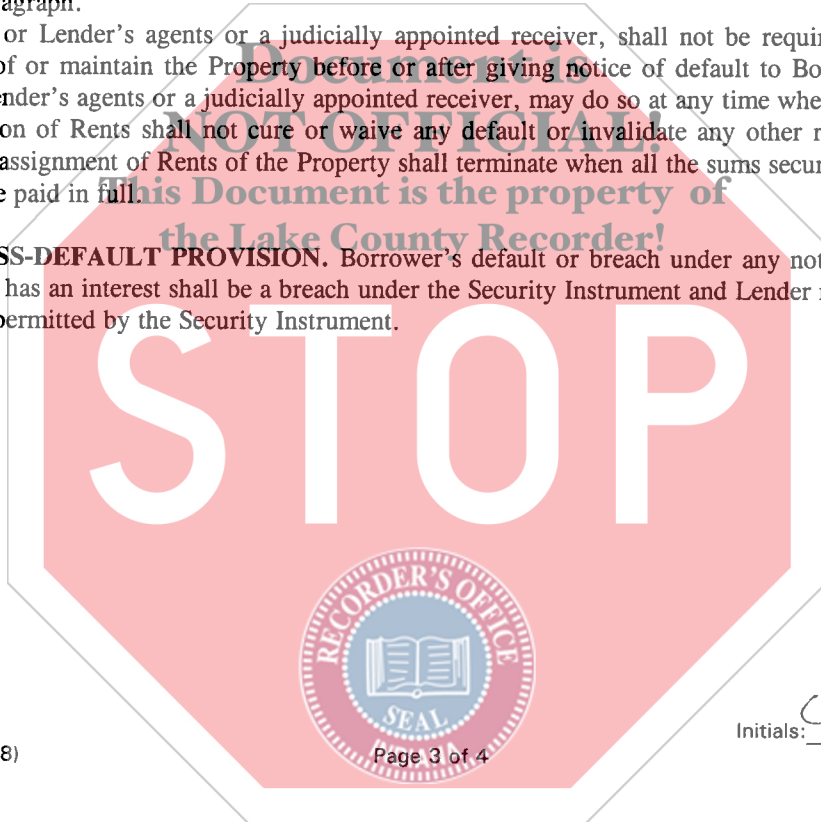 agraph.
or Lender's agents or a judicially appointed receiver, shall not be requir
Document is
of or maintain the Property before or after giving notice of default to Bo
ender's agents or a judicially appointed receiver, may do so at any time whe
NOT OFFICIAL!
on of Rents shall not cure or waive any default or invalidate any other r
assignment of Rents of the Property shall terminate when all the sums secur
e paid in full.
This Document is the property of
the Lake County Recorder!
SS-DEFAULT PROVISION. Borrower's default or breach under any not
has an interest shall be a breach under the Security Instrument and Lender
permitted by the Security Instrument.
STOP
RECORDER'S OFFICE
SEAL
INDIANA
Initials:
8)
Page 3 of 4